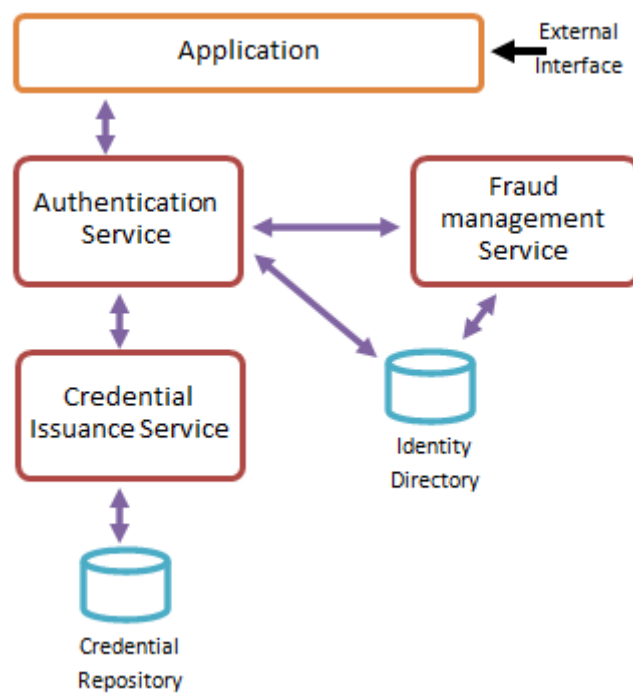 Application
External
Interface
Authentication
Service
Fraud
management
Service
Credential
Issuance Service
Identity
Directory
Credential
Repository